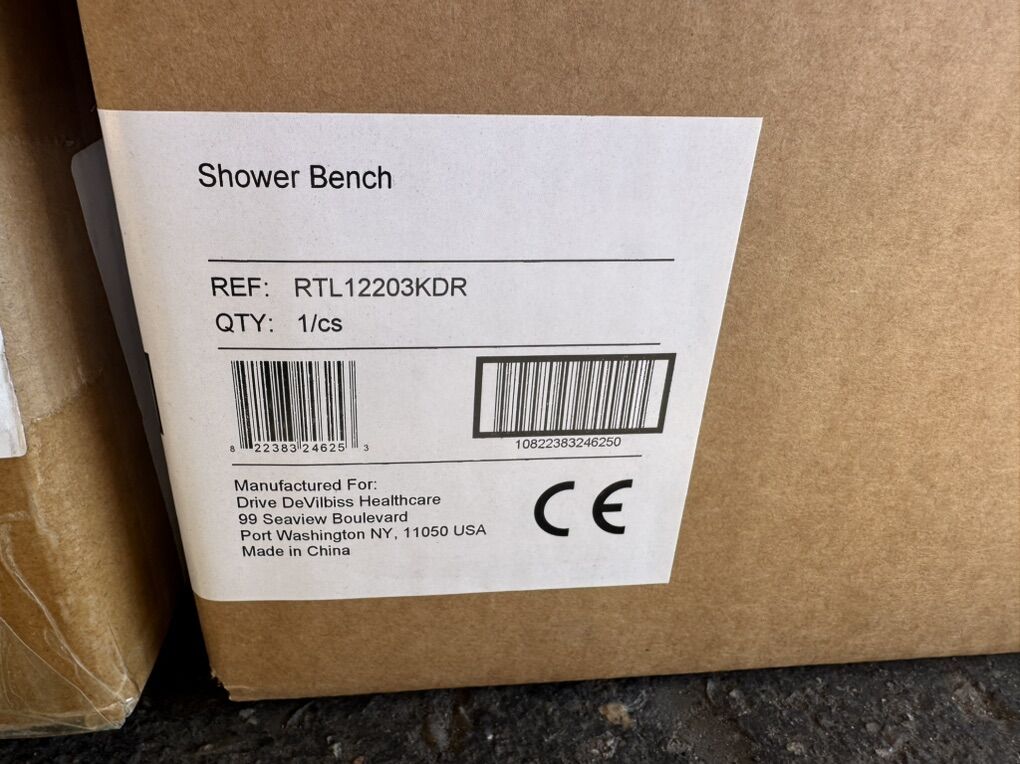 Shower Bench
REF: RTL12203KDR
QTY: 1/cs
8 22383 24625 3
10822383246250
Manufactured For:
Drive DeVilbiss Healthcare
99 Seaview Boulevard
Port Washington NY, 11050 USA
Made in China
CE